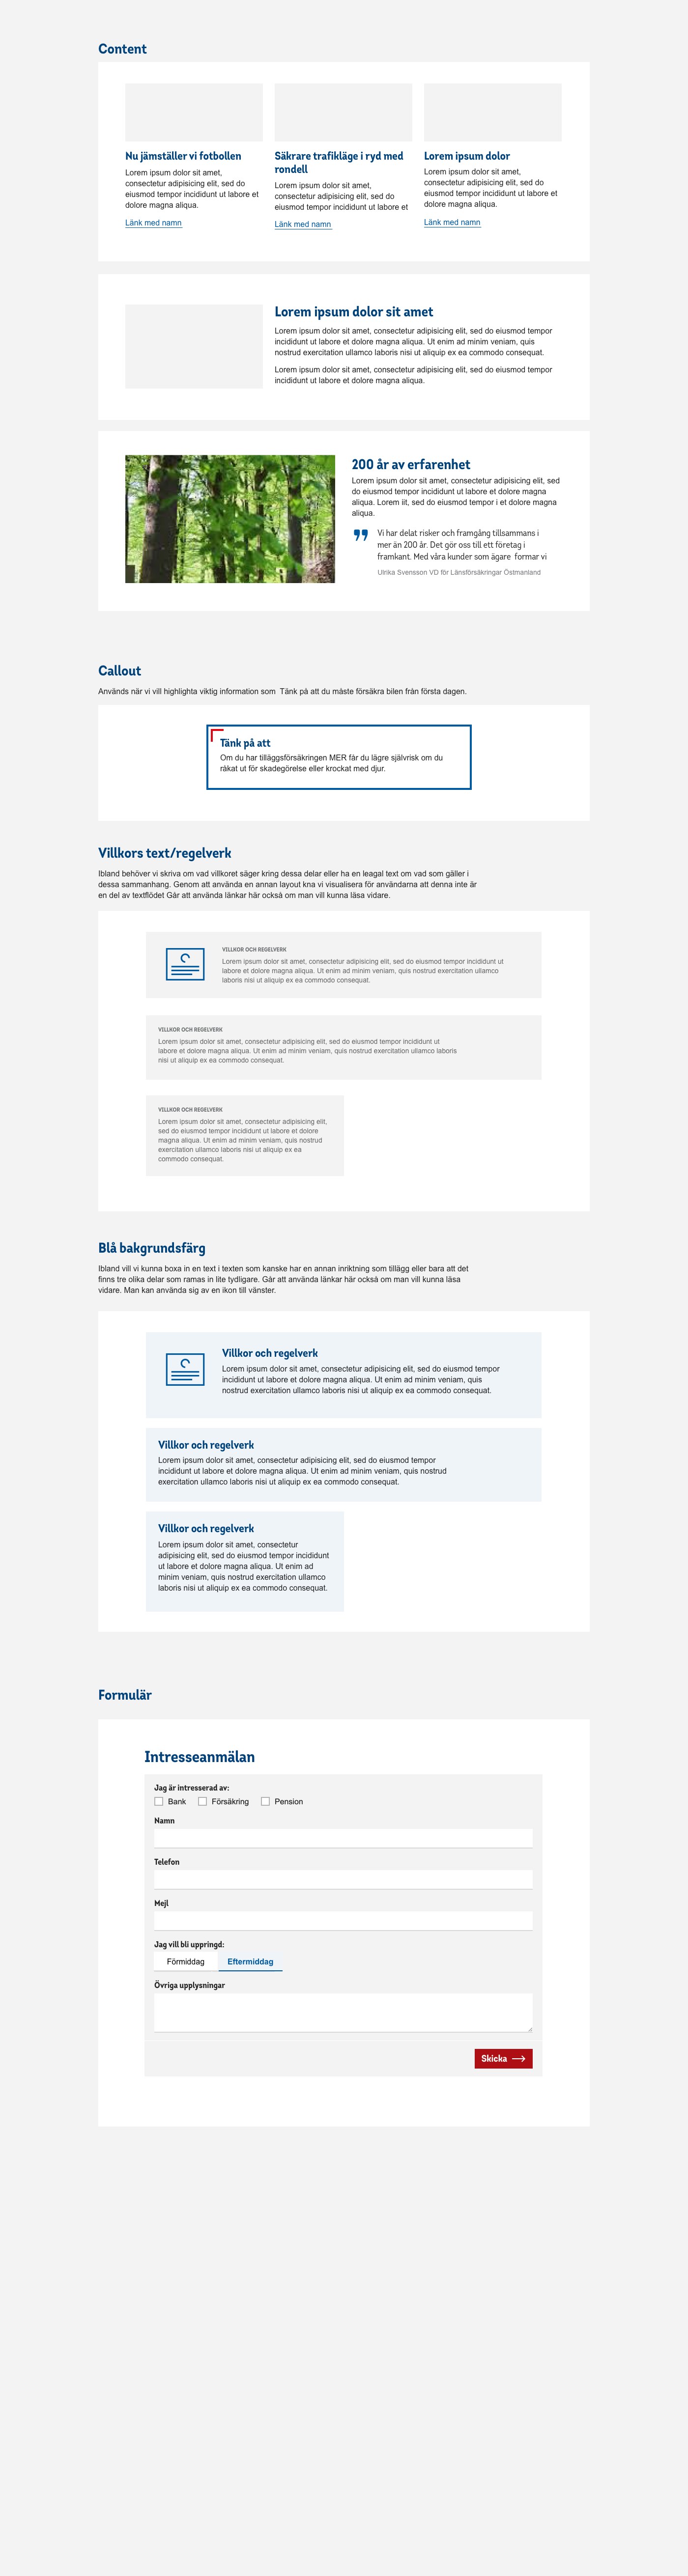 Content
Nu jämställer vi fotbollen
Lorem ipsum dolor sit amet,
consectetur adipisicing elit, sed do
eiusmod tempor incididunt ut labore et
dolore magna aliqua.
Länk med namn
Säkrare trafikläge i ryd med
rondell
Lorem ipsum dolor sit amet,
consectetur adipisicing elit, sed do
eiusmod tempor incididunt ut labore et
Länk med namn
Lorem ipsum dolor
Lorem ipsum dolor sit amet,
consectetur adipisicing elit, sed do
eiusmod tempor incididunt ut labore et
dolore magna aliqua.
Länk med namn
Lorem ipsum dolor sit amet
Lorem ipsum dolor sit amet, consectetur adipisicing elit, sed do eiusmod tempor
incididunt ut labore et dolore magna aliqua. Ut enim ad minim veniam, quis
nostrud exercitation ullamco laboris nisi ut aliquip ex ea commodo consequat.
Lorem ipsum dolor sit amet, consectetur adipisicing elit, sed do eiusmod tempor
incididunt ut labore et dolore magna aliqua.
200 år av erfarenhet
Lorem ipsum dolor sit amet, consectetur adipisicing elit, sed
do eiusmod tempor incididunt ut labore et dolore magna
aliqua. Lorem iit, sed do eiusmod tempor i et dolore magna
aliqua.
Vi har delat risker och framgång tillsammans i
mer än 200 år. Det gör oss till ett företag i
framkant. Med våra kunder som ägare  formar vi
Ulrika Svensson VD för Länsförsäkringar Östmanland
Callout
Används när vi vill highlighta viktig information som  Tänk på att du måste försäkra bilen från första dagen.
Tänk på att
Om du har tilläggsförsäkringen MER får du lägre självrisk om du
råkat ut för skadegörelse eller krockat med djur.
Villkors text/regelverk
Ibland behöver vi skriva om vad villkoret säger kring dessa delar eller ha en leagal text om vad som gäller i
dessa sammanhang. Genom att använda en annan layout kna vi visualisera för användarna att denna inte är
en del av textflödet Går att använda länkar här också om man vill kunna läsa vidare.
VILLKOR OCH REGELVERK
Lorem ipsum dolor sit amet, consectetur adipisicing elit, sed do eiusmod tempor incididunt ut
labore et dolore magna aliqua. Ut enim ad minim veniam, quis nostrud exercitation ullamco
laboris nisi ut aliquip ex ea commodo consequat.
VILLKOR OCH REGELVERK
Lorem ipsum dolor sit amet, consectetur adipisicing elit, sed do eiusmod tempor incididunt ut
labore et dolore magna aliqua. Ut enim ad minim veniam, quis nostrud exercitation ullamco laboris
nisi ut aliquip ex ea commodo consequat.
VILLKOR OCH REGELVERK
Lorem ipsum dolor sit amet, consectetur adipisicing elit,
sed do eiusmod tempor incididunt ut labore et dolore
magna aliqua. Ut enim ad minim veniam, quis nostrud
exercitation ullamco laboris nisi ut aliquip ex ea
commodo consequat.
Blå bakgrundsfärg
Ibland vill vi kunna boxa in en text i texten som kanske har en annan inriktning som tillägg eller bara att det
finns tre olika delar som ramas in lite tydligare. Går att använda länkar här också om man vill kunna läsa
vidare. Man kan använda sig av en ikon till vänster.
Villkor och regelverk
Lorem ipsum dolor sit amet, consectetur adipisicing elit, sed do eiusmod tempor
incididunt ut labore et dolore magna aliqua. Ut enim ad minim veniam, quis
nostrud exercitation ullamco laboris nisi ut aliquip ex ea commodo consequat.
Villkor och regelverk
Lorem ipsum dolor sit amet, consectetur adipisicing elit, sed do eiusmod tempor
incididunt ut labore et dolore magna aliqua. Ut enim ad minim veniam, quis nostrud
exercitation ullamco laboris nisi ut aliquip ex ea commodo consequat.
Villkor och regelverk
Lorem ipsum dolor sit amet, consectetur
adipisicing elit, sed do eiusmod tempor incididunt
ut labore et dolore magna aliqua. Ut enim ad
minim veniam, quis nostrud exercitation ullamco
laboris nisi ut aliquip ex ea commodo consequat.
Formulär
Intresseanmälan
Jag är intresserad av:
Bank Försäkring Pension
Namn
Telefon
Mejl
Jag vill bli uppringd:
Förmiddag Eftermiddag
Övriga upplysningar
Skicka